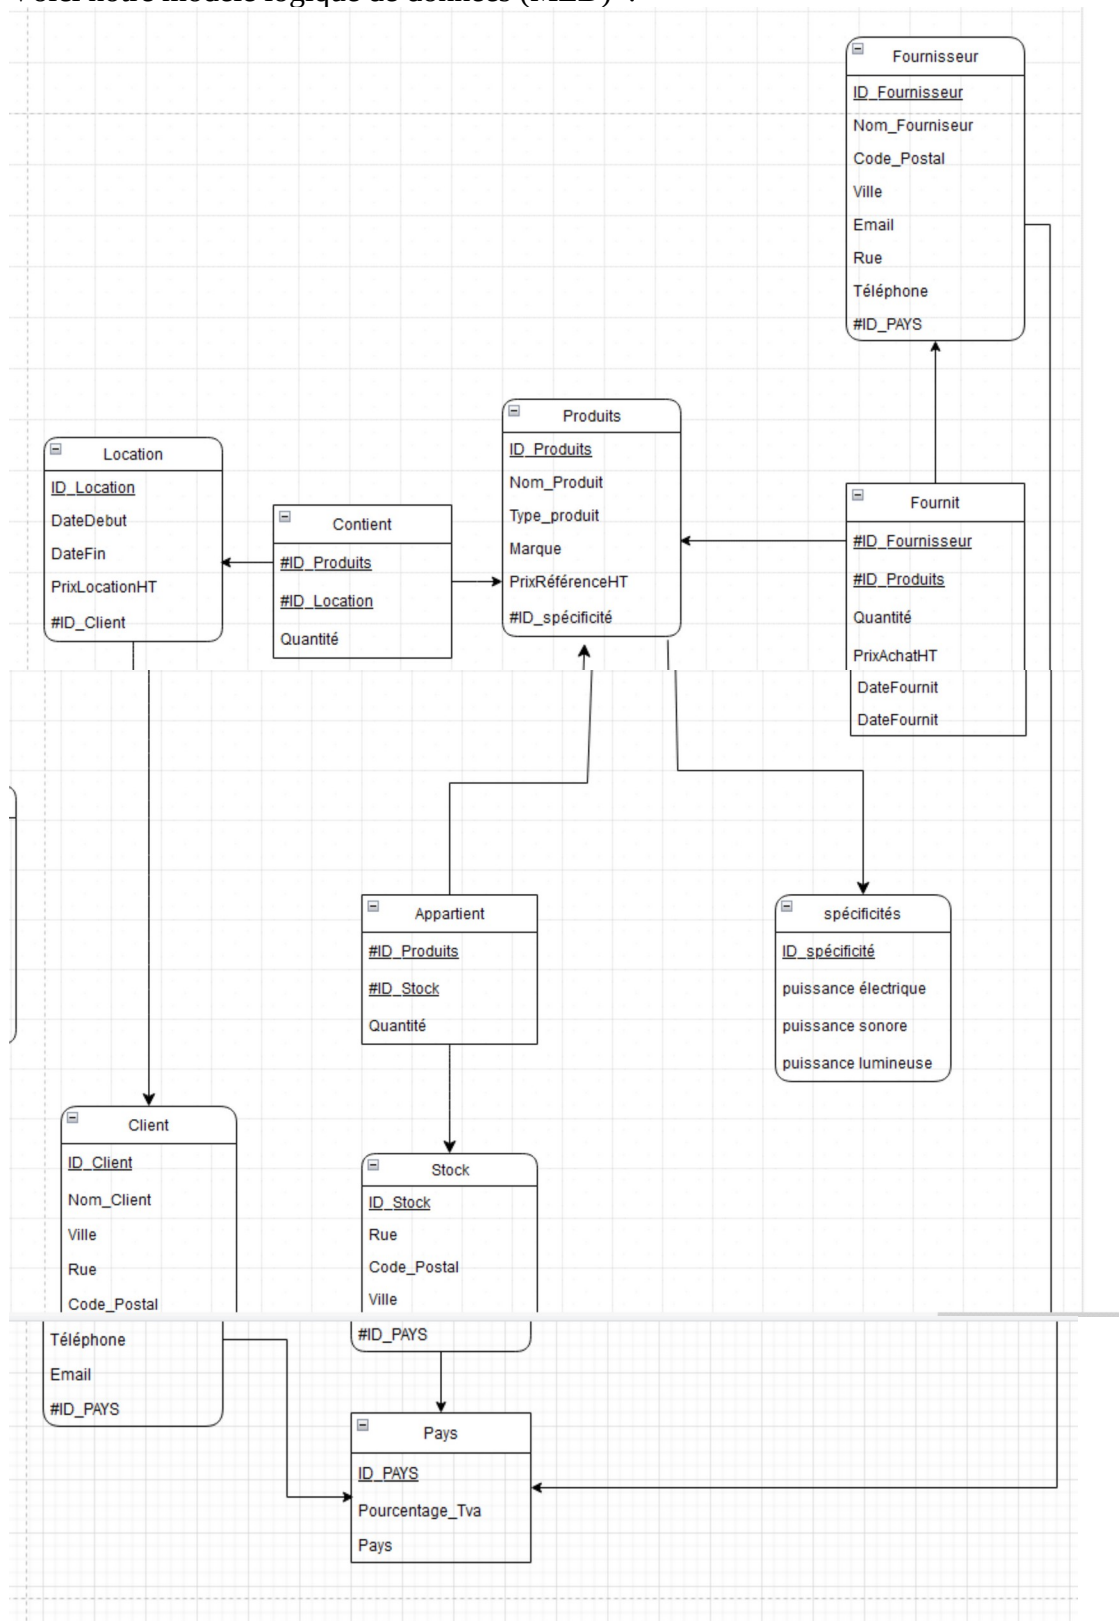 Voici notre modèle logique de données (MLD) :
Fournisseur
ID_Fournisseur
Nom_Fourniseur
Code_Postal
Ville
Email
Rue
Téléphone
#ID_PAYS
Produits
ID_Produits
Nom_Produit
Type_produit
Marque
PrixRéférenceHT
#ID_spécificité
Location
ID_Location
DateDebut
DateFin
PrixLocationHT
#ID_Client
Contient
#ID_Produits
#ID_Location
Quantité
Fournit
#ID_Fournisseur
#ID_Produits
Quantité
PrixAchatHT
DateFournit
DateFournit
Appartient
#ID_Produits
#ID_Stock
Quantité
spécificités
ID_spécificité
puissance électrique
puissance sonore
puissance lumineuse
Client
ID_Client
Nom_Client
Ville
Rue
Code_Postal
Téléphone
Email
#ID_PAYS
Stock
ID_Stock
Rue
Code_Postal
Ville
#ID_PAYS
Pays
ID_PAYS
Pourcentage_Tva
Pays